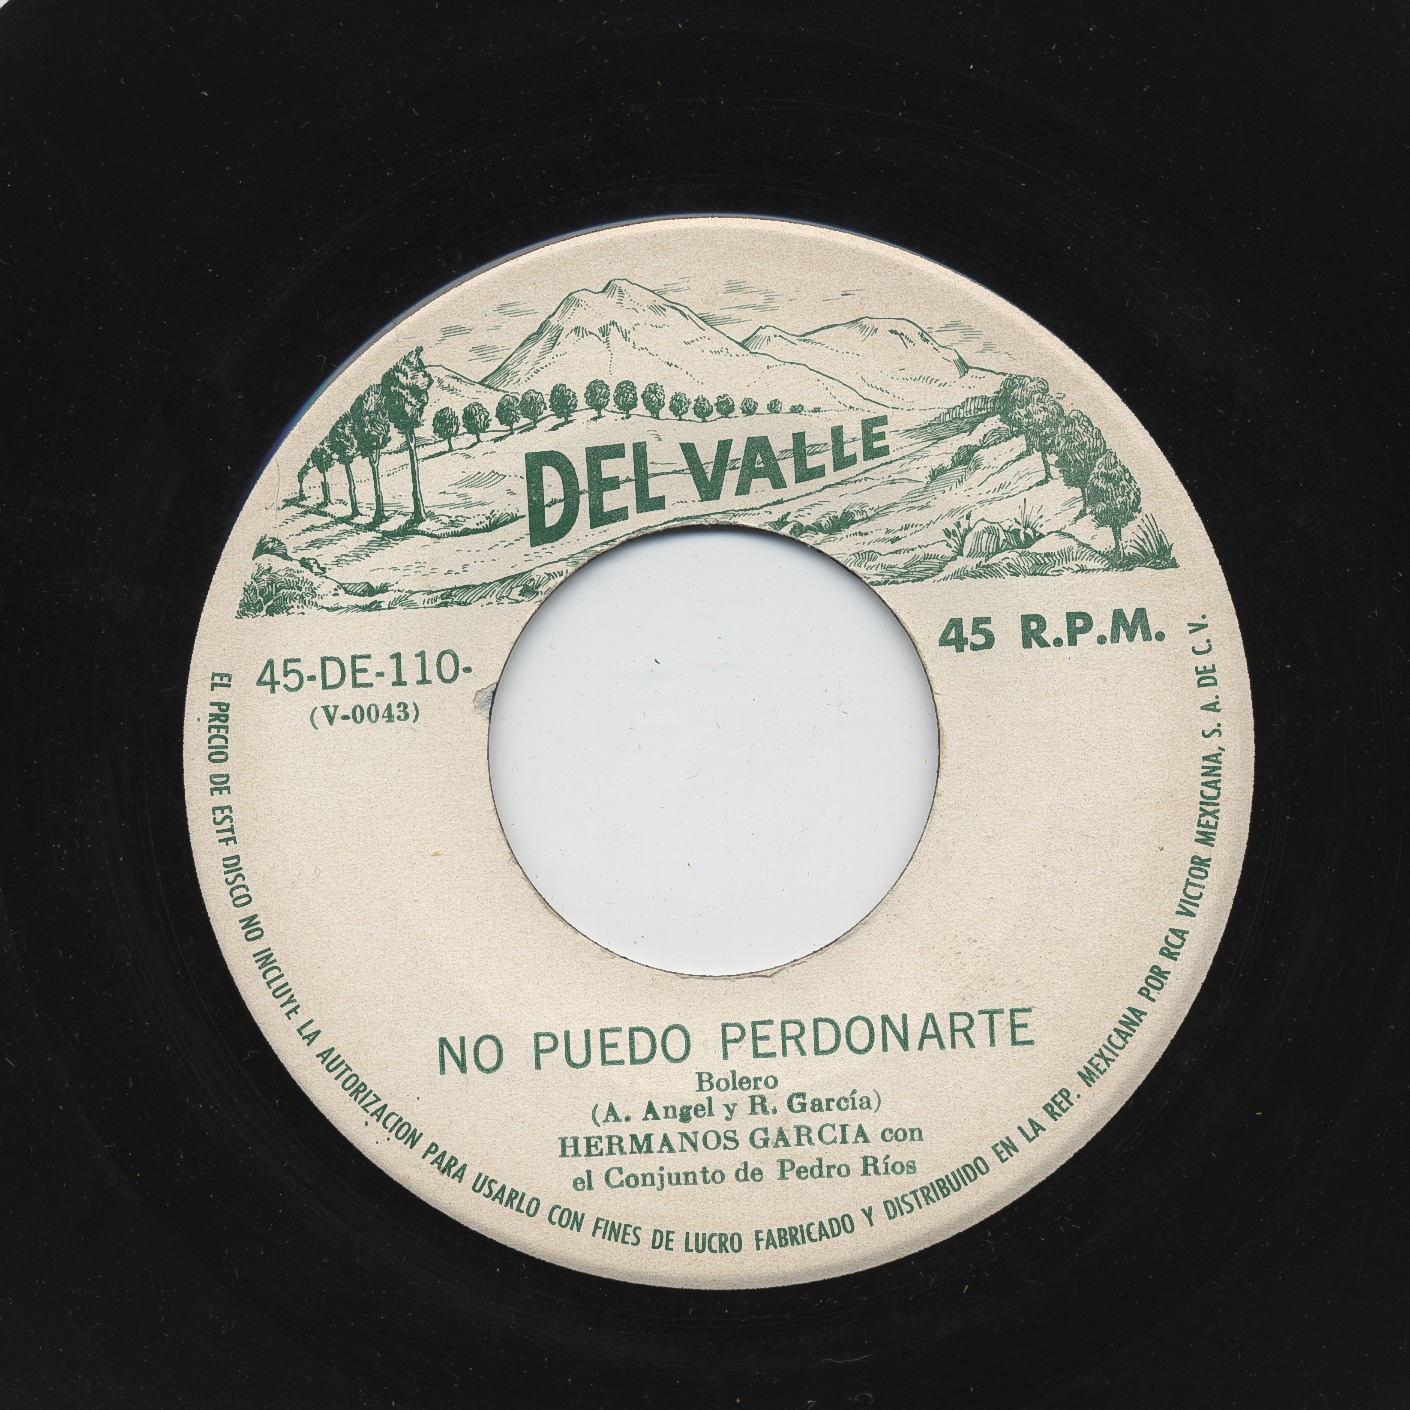 DEL VALLE
45 R.P.M.
45-DE-110-
(V-0043)
NO PUEDO PERDONARTE
Bolero
(A. Angel y R. García)
HERMANOS GARCIA con
el Conjunto de Pedro Ríos
EL PRECIO DE ESTE DISCO NO INCLUYE LA AUTORIZACION PARA USARLO CON FINES DE LUCRO FABRICADO Y DISTRIBUIDO EN LA REP. MEXICANA POR RCA VICTOR MEXICANA, S. A. DE C. V.